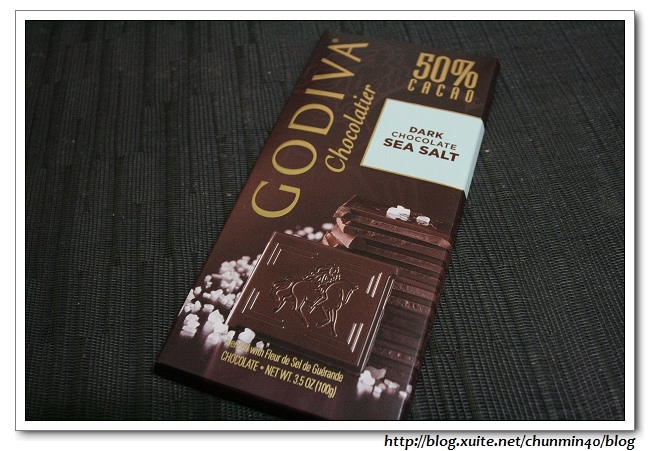 GODIVA®
Chocolatier
50%
CACAO
DARK
CHOCOLATE
SEA SALT
with Fleur de Sel de Guérande
CHOCOLATE • NET WT. 3.5 OZ (100g)
http://blog.xuite.net/chunmin40/blog